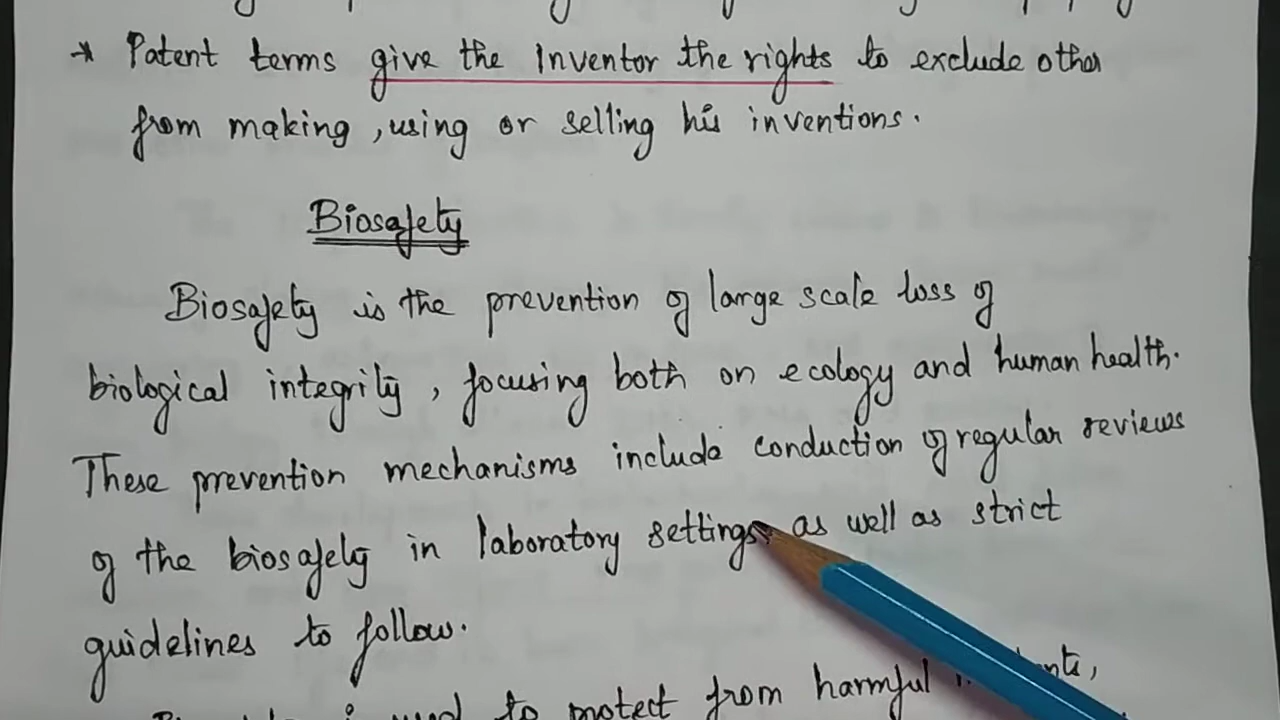 * Patent terms give the Inventor the rights to exclude other
from making, using or selling his inventions.
Biosafety
Biosafety is the prevention of large scale loss of
biological integrity, focusing both on ecology and human health.
These prevention mechanisms include conduction of regular reviews
of the biosafety in laboratory settings, as well as strict
guidelines to follow.
used to protect from harmful